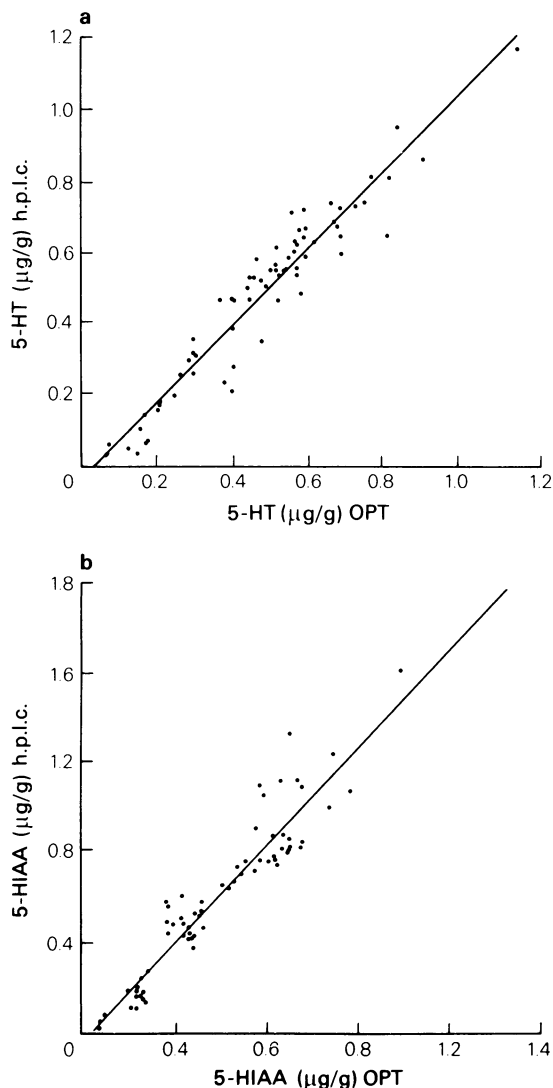 a
1.2
1.0
0.8
0.6
0.4
0.2
0
0.2 0.4 0.6 0.8 1.0 1.2
5-HT (μg/g) h.p.l.c.
5-HT (μg/g) OPT
b
1.8
1.6
1.2
0.8
0.4
0
0.4 0.6 0.8 1.2 1.4
5-HIAA (μg/g) h.p.l.c.
5-HIAA (μg/g) OPT